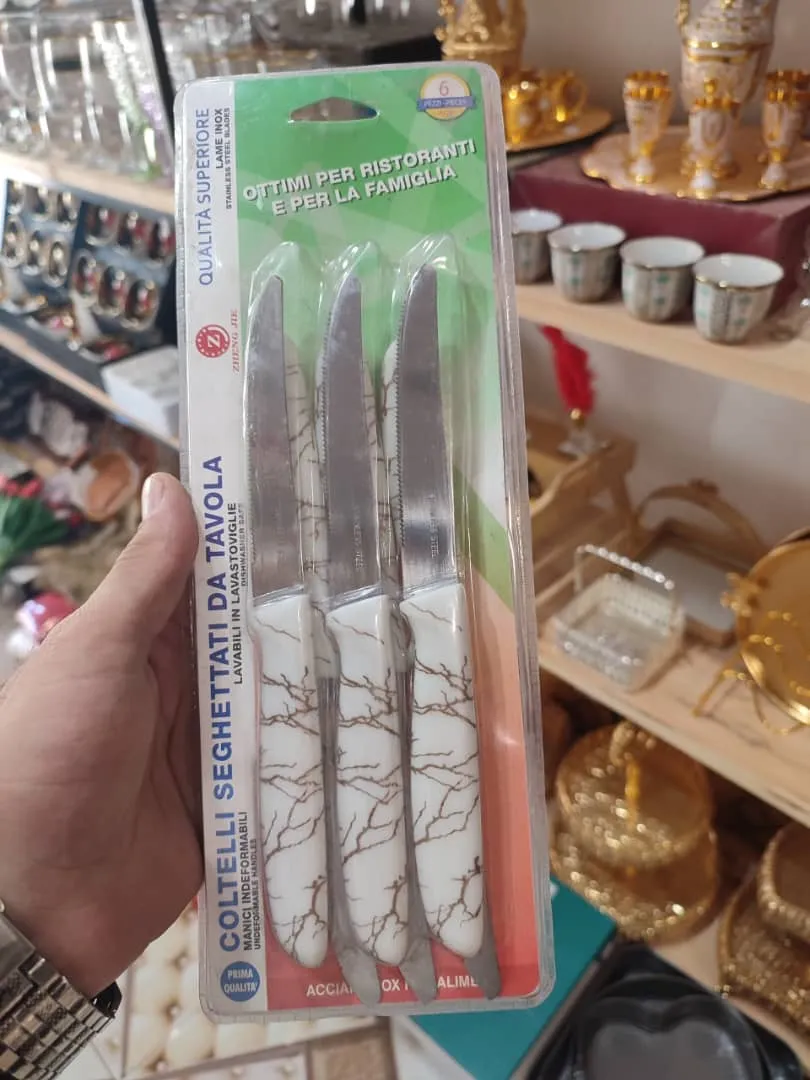 6
PEZZI - PIECES
OTTIMI PER RISTORANTI
E PER LA FAMIGLIA
QUALITÀ SUPERIORE
LAME INOX
STAINLESS STEEL BLADES
Z
ZHENG JIE
COLTELLI SEGHETTATI DA TAVOLA
LAVABILI IN LAVASTOVIGLIE
DISHWASHER SAFE
MANICI INDEFORMABILI
UNDEFORMABLE HANDLES
PRIMA
QUALITA'